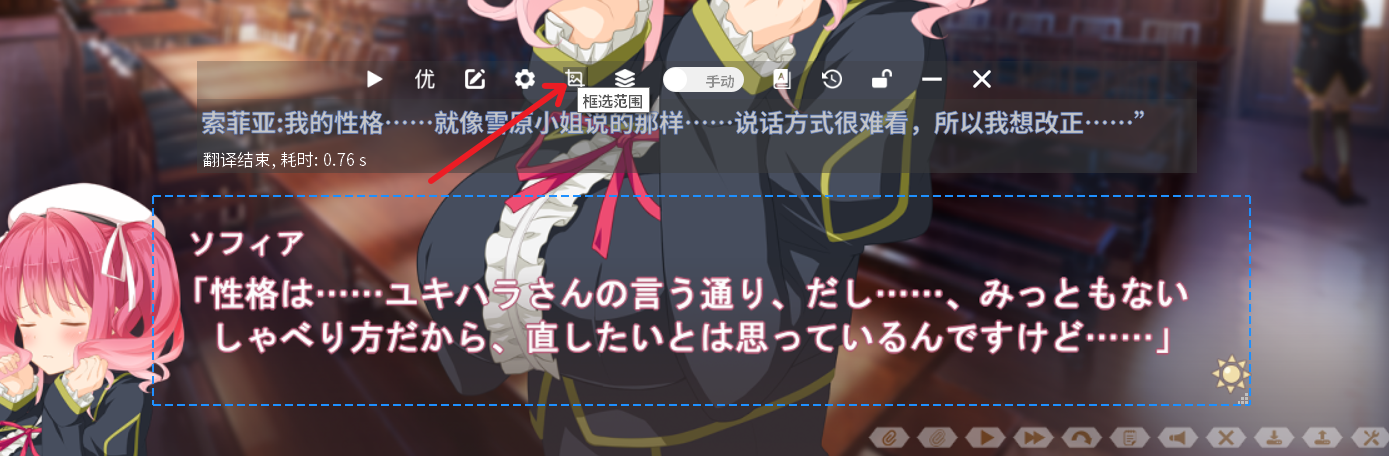 优
手动
框选范围
索菲亚:我的性格……就像雪原小姐说的那样……说话方式很难看，所以我想改正……”
翻译结束, 耗时: 0.76 s
ソフィア
「性格は……ユキハラさんの言う通り、だし……、みっともない
しゃべり方だから、直したいとは思っているんですけど……」